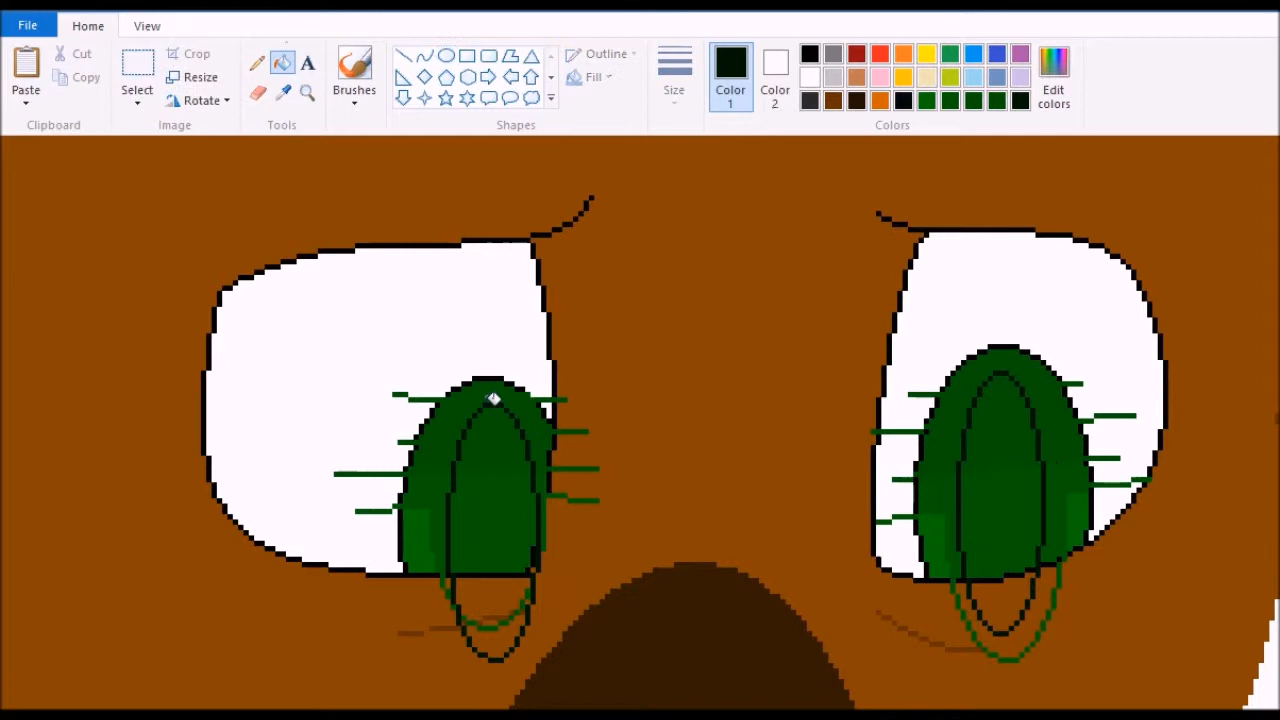 File Home View
Paste
Cut
Copy
Clipboard
Select
Crop
Resize
Rotate
Image
A
Tools
Brushes
Outline
Fill
Shapes
Size
Color 1
Color 2
Edit colors
Colors